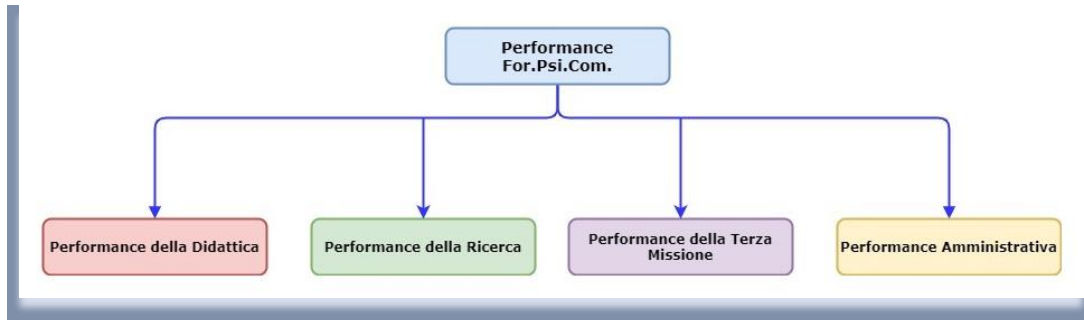 Performance
For.Psi.Com.
Performance della Didattica
Performance della Ricerca
Performance della Terza
Missione
Performance Amministrativa